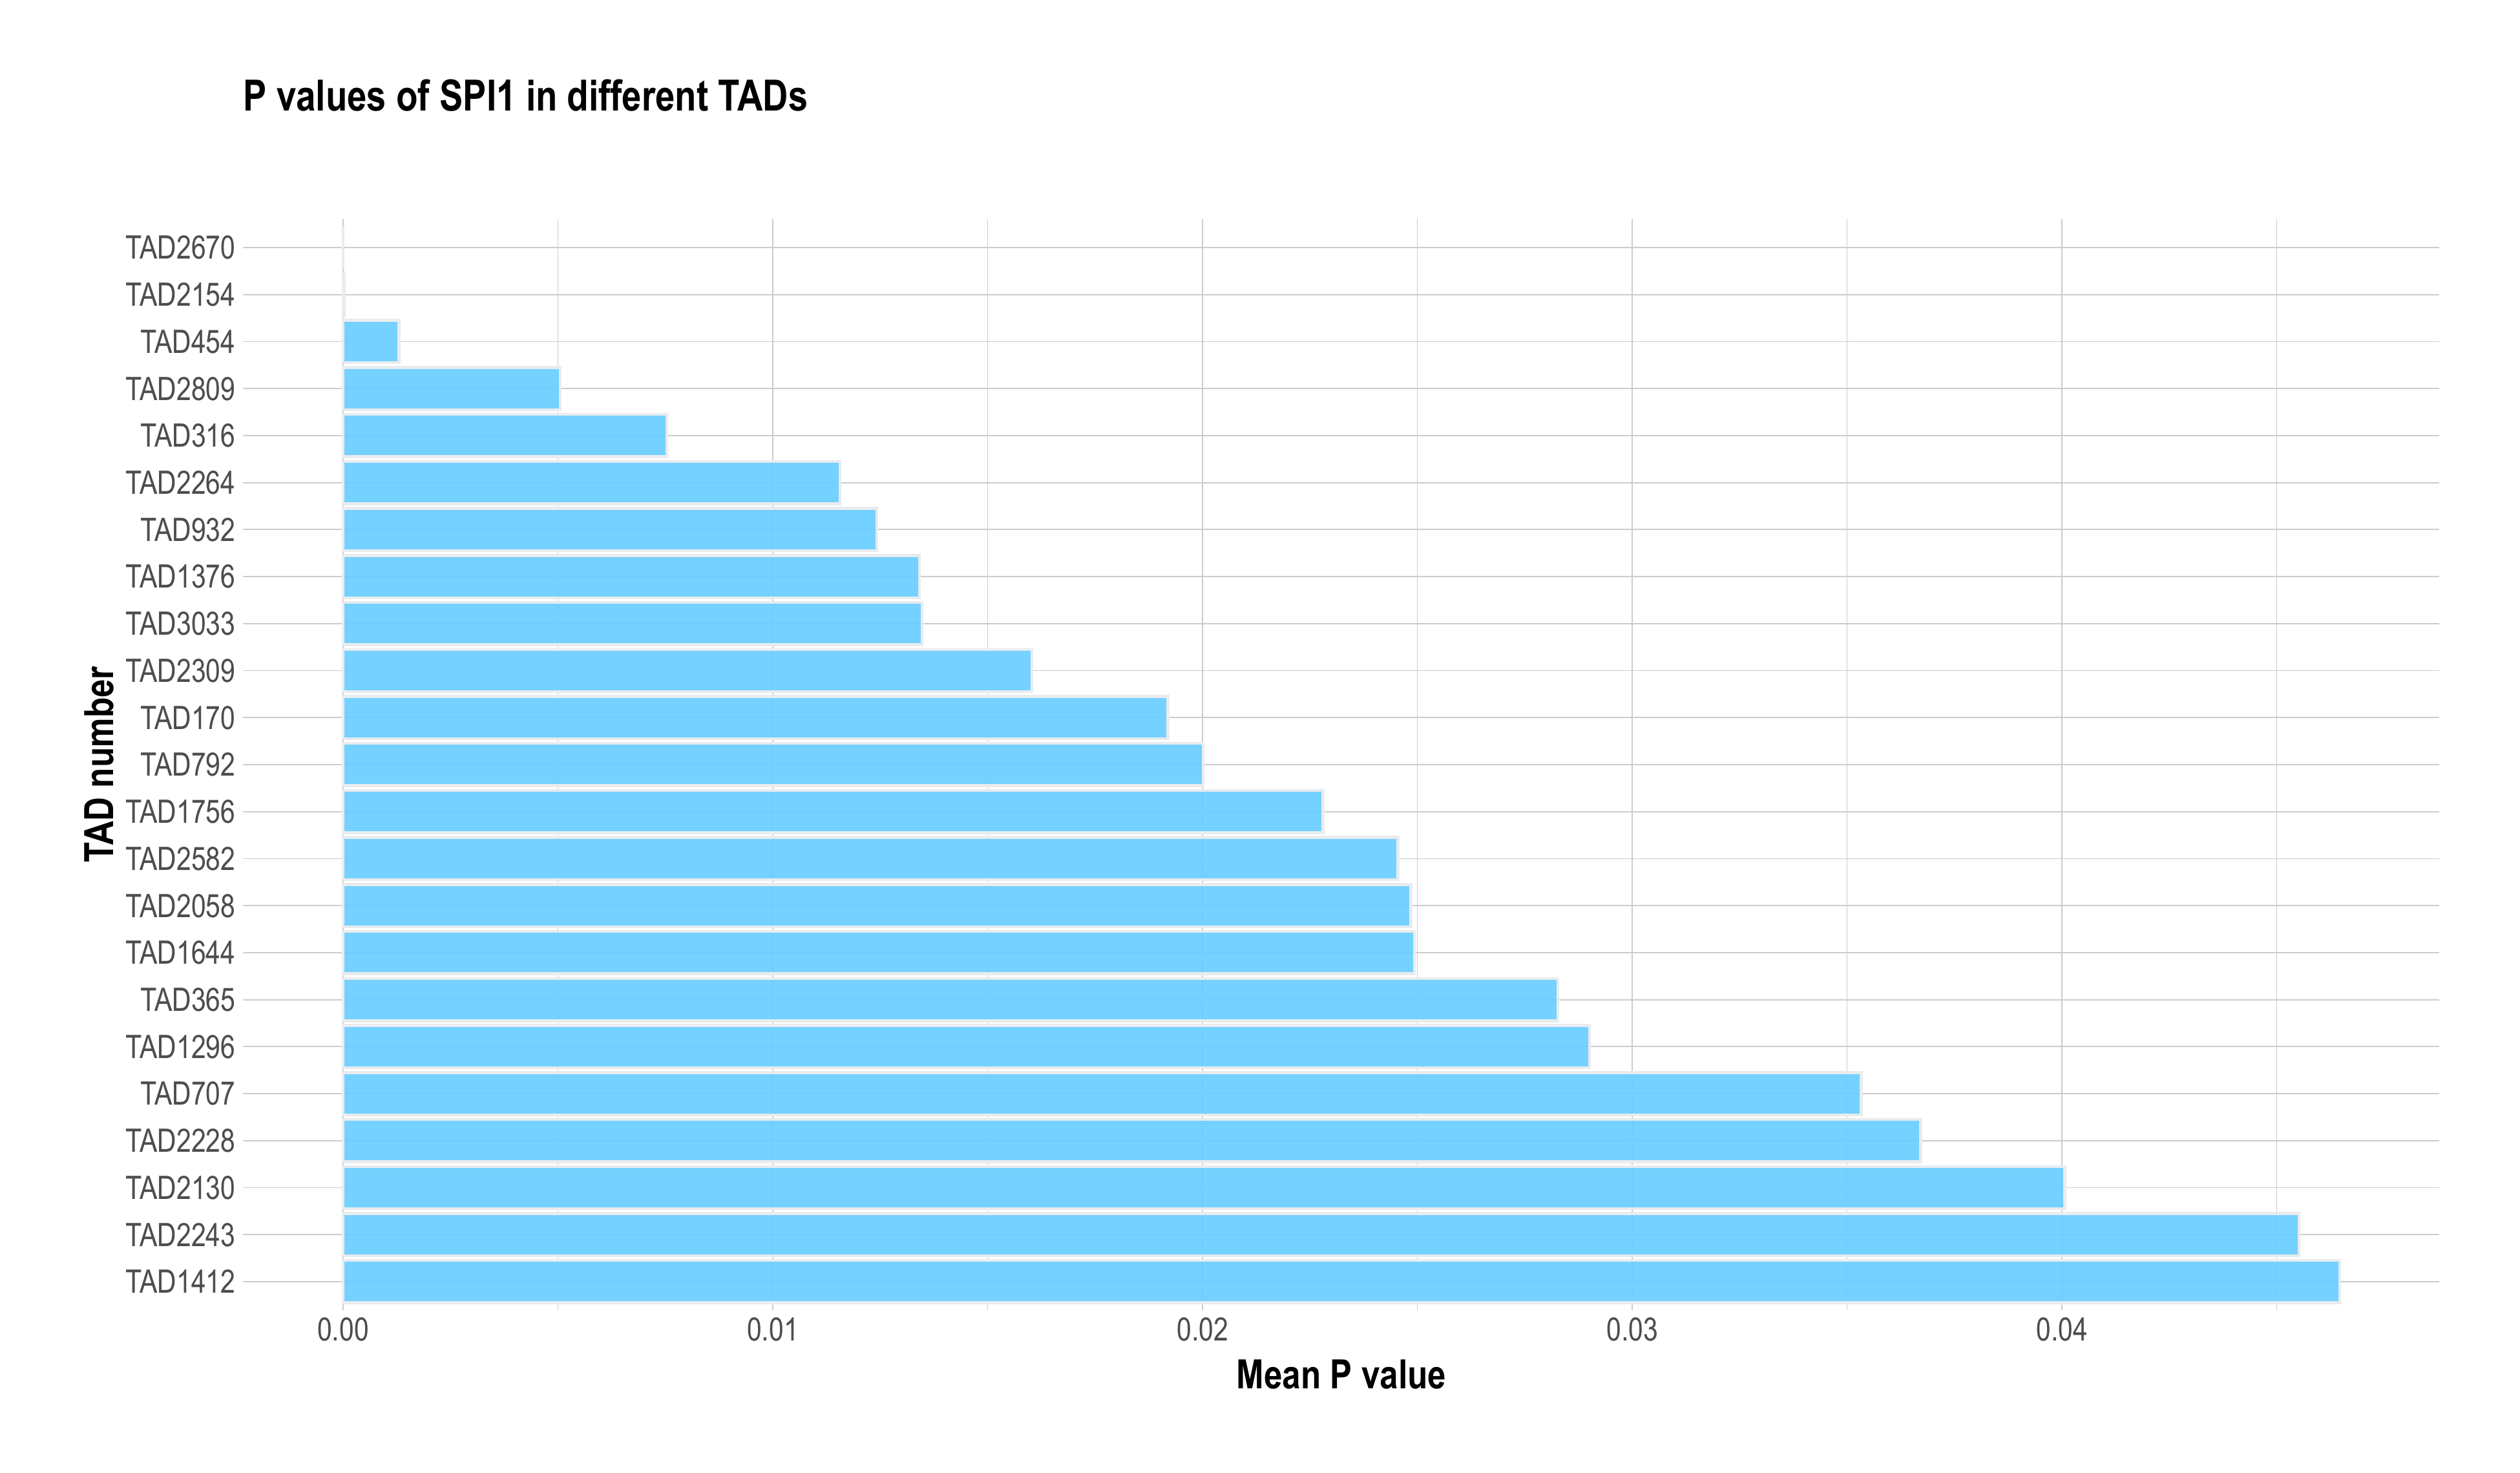 P values of SPI1 in different TADs
TAD number
TAD2670
TAD2154
TAD454
TAD2809
TAD316
TAD2264
TAD932
TAD1376
TAD3033
TAD2309
TAD170
TAD792
TAD1756
TAD2582
TAD2058
TAD1644
TAD365
TAD1296
TAD707
TAD2228
TAD2130
TAD2243
TAD1412
0.00 0.01 0.02 0.03 0.04
Mean P value